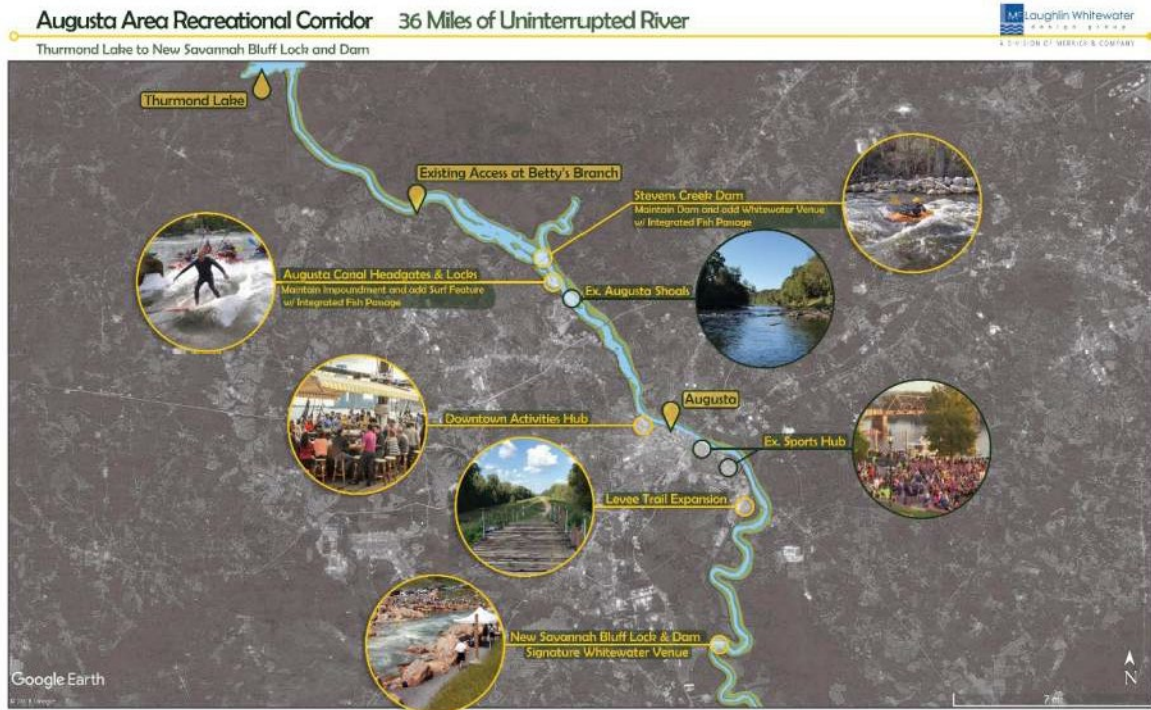 Augusta Area Recreational Corridor 36 Miles of Uninterrupted River
Thurmond Lake to New Savannah Bluff Lock and Dam
McLaughlin Whitewater
design group
A DIVISION OF MERRICK & COMPANY
Thurmond Lake
Existing Access at Betty's Branch
Stevens Creek Dam
Maintain Dam and add Whitewater Venue
w/ Integrated Fish Passage
Augusta Canal Headgates & Locks
Maintain Impoundment and add Surf Feature
w/ Integrated Fish Passage
Ex. Augusta Shoals
Downtown Activities Hub
Augusta
Ex. Sports Hub
Levee Trail Expansion
New Savannah Bluff Lock & Dam
Signature Whitewater Venue
Google Earth
N